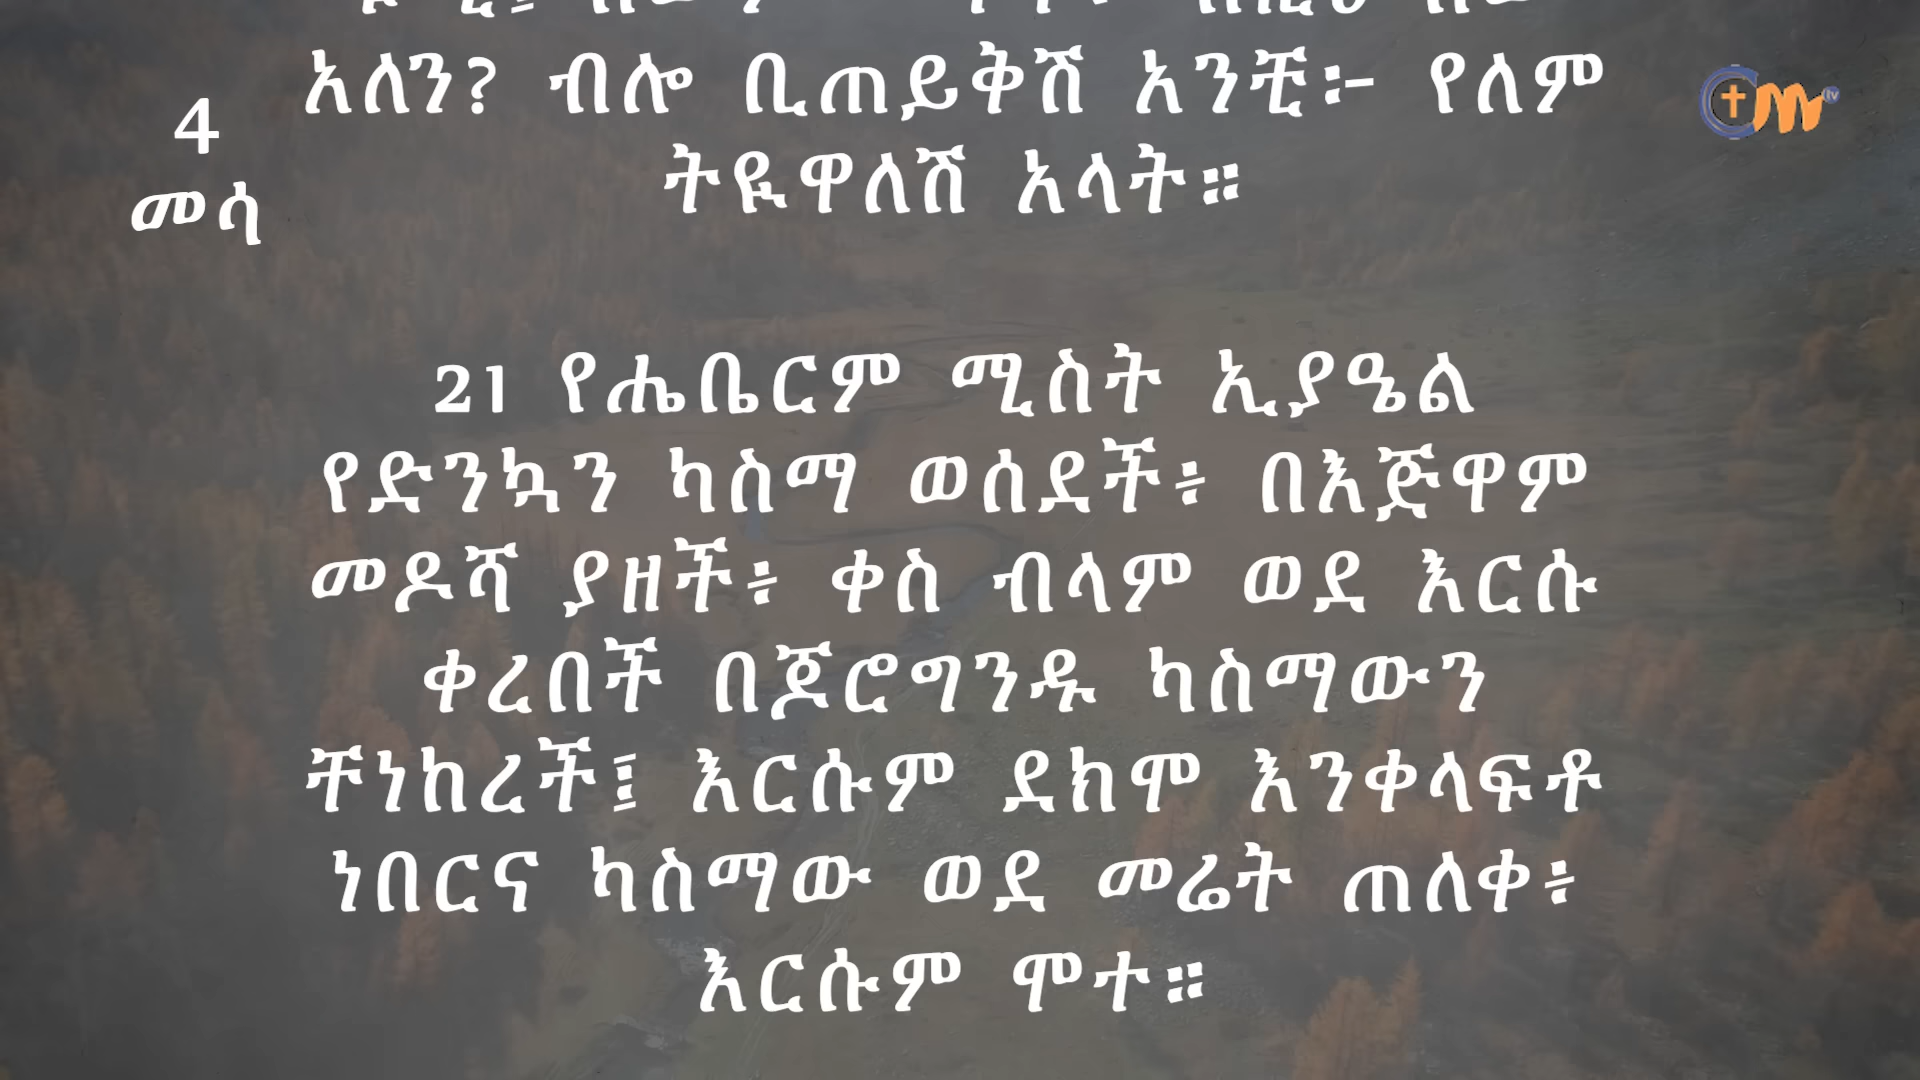 4
መሳ
አለን? ብሎ ቢጠይቅሽ አንቺ፦ የለም
ትዪዋለሽ አላት።
21 የሔቤርም ሚስት ኢያዔል
የድንኳን ካስማ ወሰደች፥ በእጅዋም
መዶሻ ያዘች፥ ቀስ ብላም ወደ እርሱ
ቀረበች በጆሮግንዱ ካስማውን
ቸነከረች፤ እርሱም ደክሞ እንቀላፍቶ
ነበርና ካስማው ወደ መሬት ጠለቀ፥
እርሱም ሞተ።